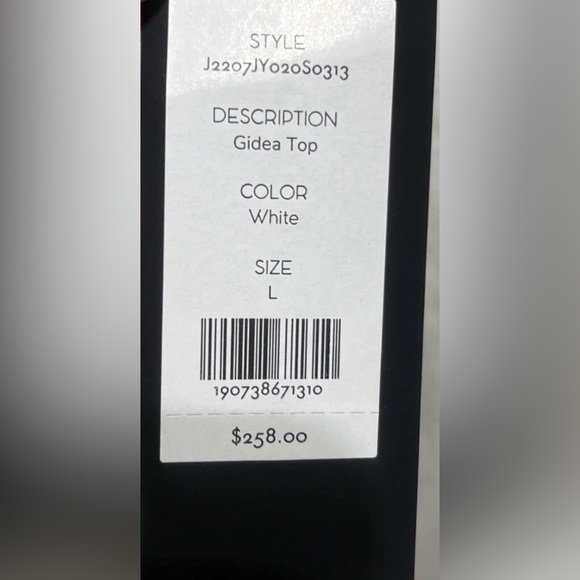 STYLE
J2207JY020S0313
DESCRIPTION
Gidea Top
COLOR
White
SIZE
L
190738671310
$258.00